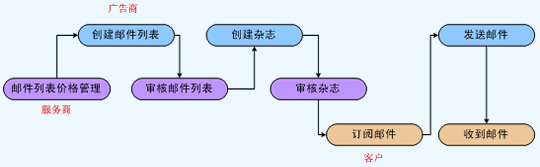 广告商
创建邮件列表
创建杂志
发送邮件
邮件列表价格管理
审核邮件列表
审核杂志
服务商
订阅邮件
收到邮件
客户